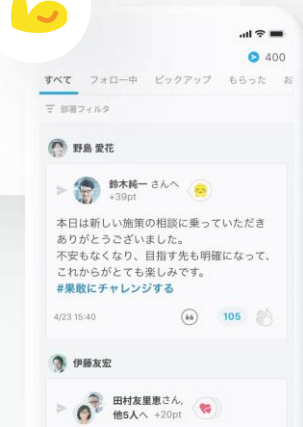 400
すべて フォロー中 ピックアップ もらった お
部署フィルタ
野島 愛花
鈴木純一 さんへ
+39pt
本日は新しい施策の相談に乗っていただき
ありがとうございました。
不安もなくなり、目指す先も明確になって、
これからがとても楽しみです。
#果敢にチャレンジする
4/23 15:40 105
伊藤友宏
田村友里恵さん,
他5人へ +20pt